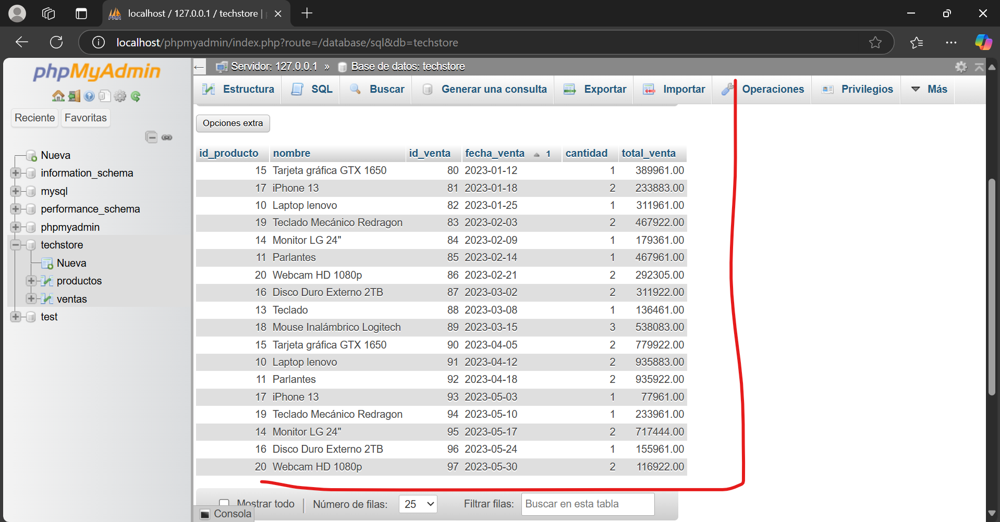 localhost / 127.0.0.1 / techstore |
localhost/phpmyadmin/index.php?route=/database/sql&db=techstore
phpMyAdmin
Reciente Favoritas
Nueva
information_schema
mysql
performance_schema
phpmyadmin
techstore
Nueva
productos
ventas
test
Servidor: 127.0.0.1 » Base de datos: techstore
Estructura SQL Buscar Generar una consulta Exportar Importar Operaciones Privilegios Más
Opciones extra
id_producto nombre id_venta fecha_venta 1 cantidad total_venta
15 Tarjeta gráfica GTX 1650 80 2023-01-12 1 389961.00
17 iPhone 13 81 2023-01-18 2 233883.00
10 Laptop lenovo 82 2023-01-25 1 311961.00
19 Teclado Mecánico Redragon 83 2023-02-03 2 467922.00
14 Monitor LG 24" 84 2023-02-09 1 179361.00
11 Parlantes 85 2023-02-14 1 467961.00
20 Webcam HD 1080p 86 2023-02-21 2 292305.00
16 Disco Duro Externo 2TB 87 2023-03-02 2 311922.00
13 Teclado 88 2023-03-08 1 136461.00
18 Mouse Inalámbrico Logitech 89 2023-03-15 3 538083.00
15 Tarjeta gráfica GTX 1650 90 2023-04-05 2 779922.00
10 Laptop lenovo 91 2023-04-12 2 935883.00
11 Parlantes 92 2023-04-18 2 935922.00
17 iPhone 13 93 2023-05-03 1 77961.00
19 Teclado Mecánico Redragon 94 2023-05-10 1 233961.00
14 Monitor LG 24" 95 2023-05-17 2 717444.00
16 Disco Duro Externo 2TB 96 2023-05-24 1 155961.00
20 Webcam HD 1080p 97 2023-05-30 2 116922.00
Mostrar todo Número de filas: 25 Filtrar filas: Buscar en esta tabla
Consola